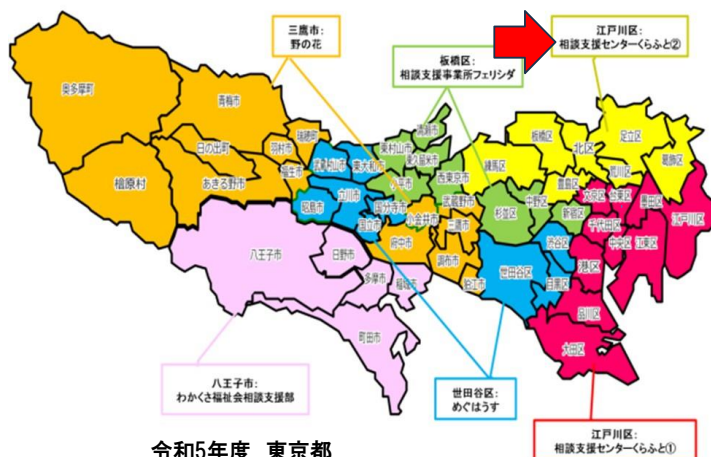 三鷹市:
野の花
板橋区:
相談支援事業所フェリシダ
江戸川区:
相談支援センターくらふと②
奥多摩町
青梅市
瑞穂町
日の出町
羽村市
福生市
あきる野市
檜原村
武蔵村山市
東大和市
東村山市
清瀬市
東久留米市
小平市
西東京市
立川市
昭島市
国分寺市
国立市
小金井市
武蔵野市
三鷹市
府中市
調布市
狛江市
八王子市
日野市
多摩市
稲城市
町田市
練馬区
板橋区
北区
足立区
葛飾区
荒川区
豊島区
杉並区
中野区
新宿区
文京区
台東区
墨田区
江戸川区
千代田区
中央区
江東区
渋谷区
港区
世田谷区
目黒区
品川区
大田区
八王子市:
わかくさ福祉会相談支援部
世田谷区:
めぐはうす
江戸川区:
相談支援センターくらふと①
令和5年度 東京都